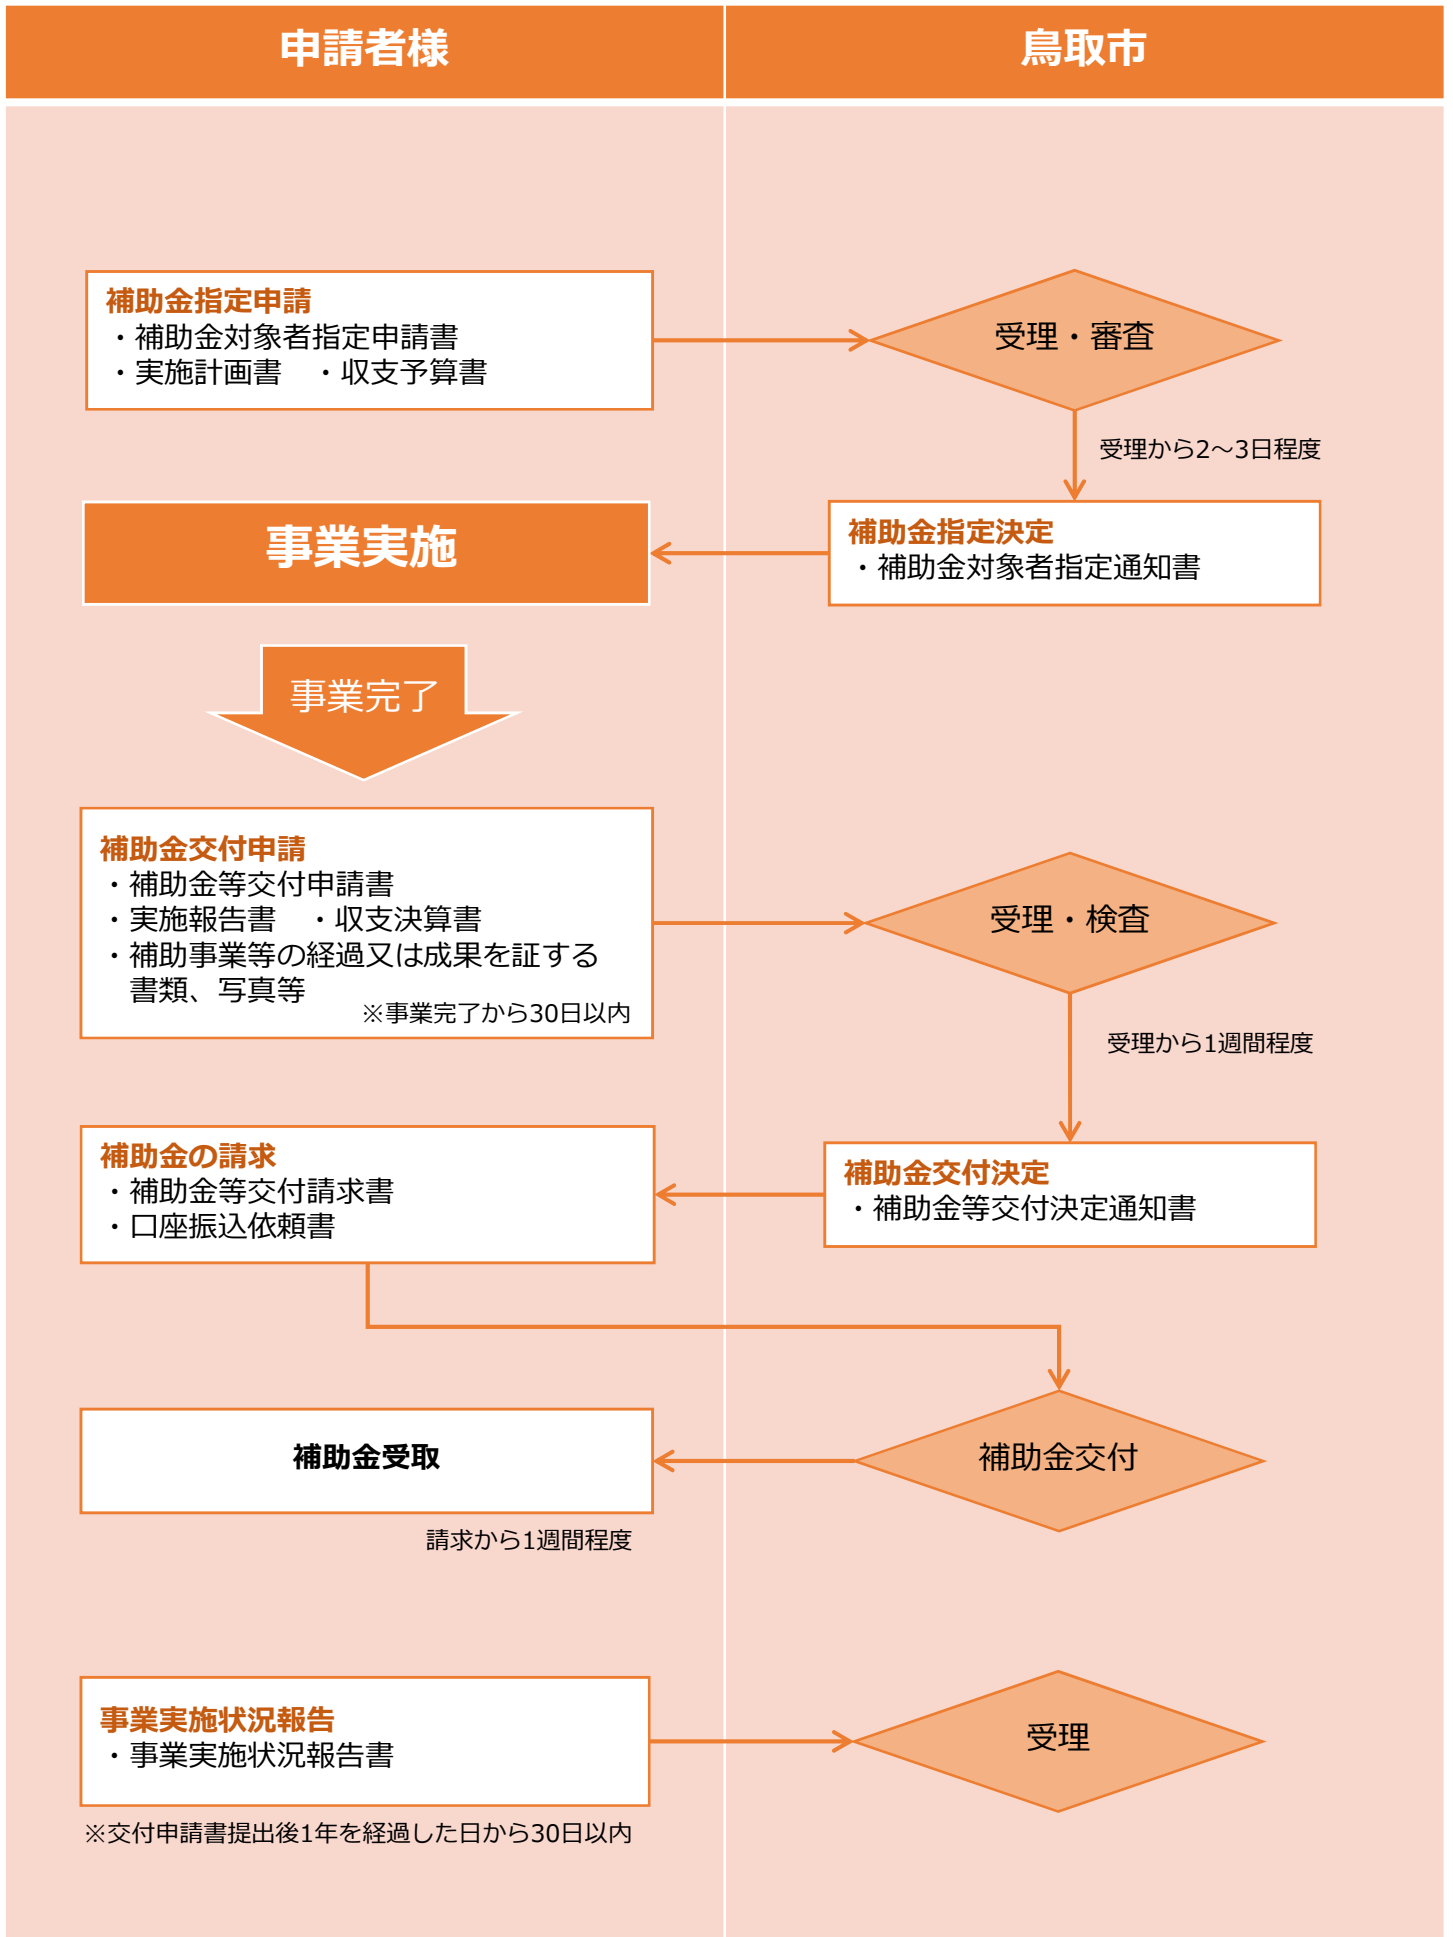 申請者様
鳥取市
補助金指定申請
・補助金対象者指定申請書
・実施計画書　・収支予算書
受理・審査
受理から2～3日程度
事業実施
補助金指定決定
・補助金対象者指定通知書
事業完了
補助金交付申請
・補助金等交付申請書
・実施報告書　・収支決算書
・補助事業等の経過又は成果を証する
書類、写真等
※事業完了から30日以内
受理・検査
受理から1週間程度
補助金の請求
・補助金等交付請求書
・口座振込依頼書
補助金交付決定
・補助金等交付決定通知書
補助金受取
補助金交付
請求から1週間程度
事業実施状況報告
・事業実施状況報告書
受理
※交付申請書提出後1年を経過した日から30日以内